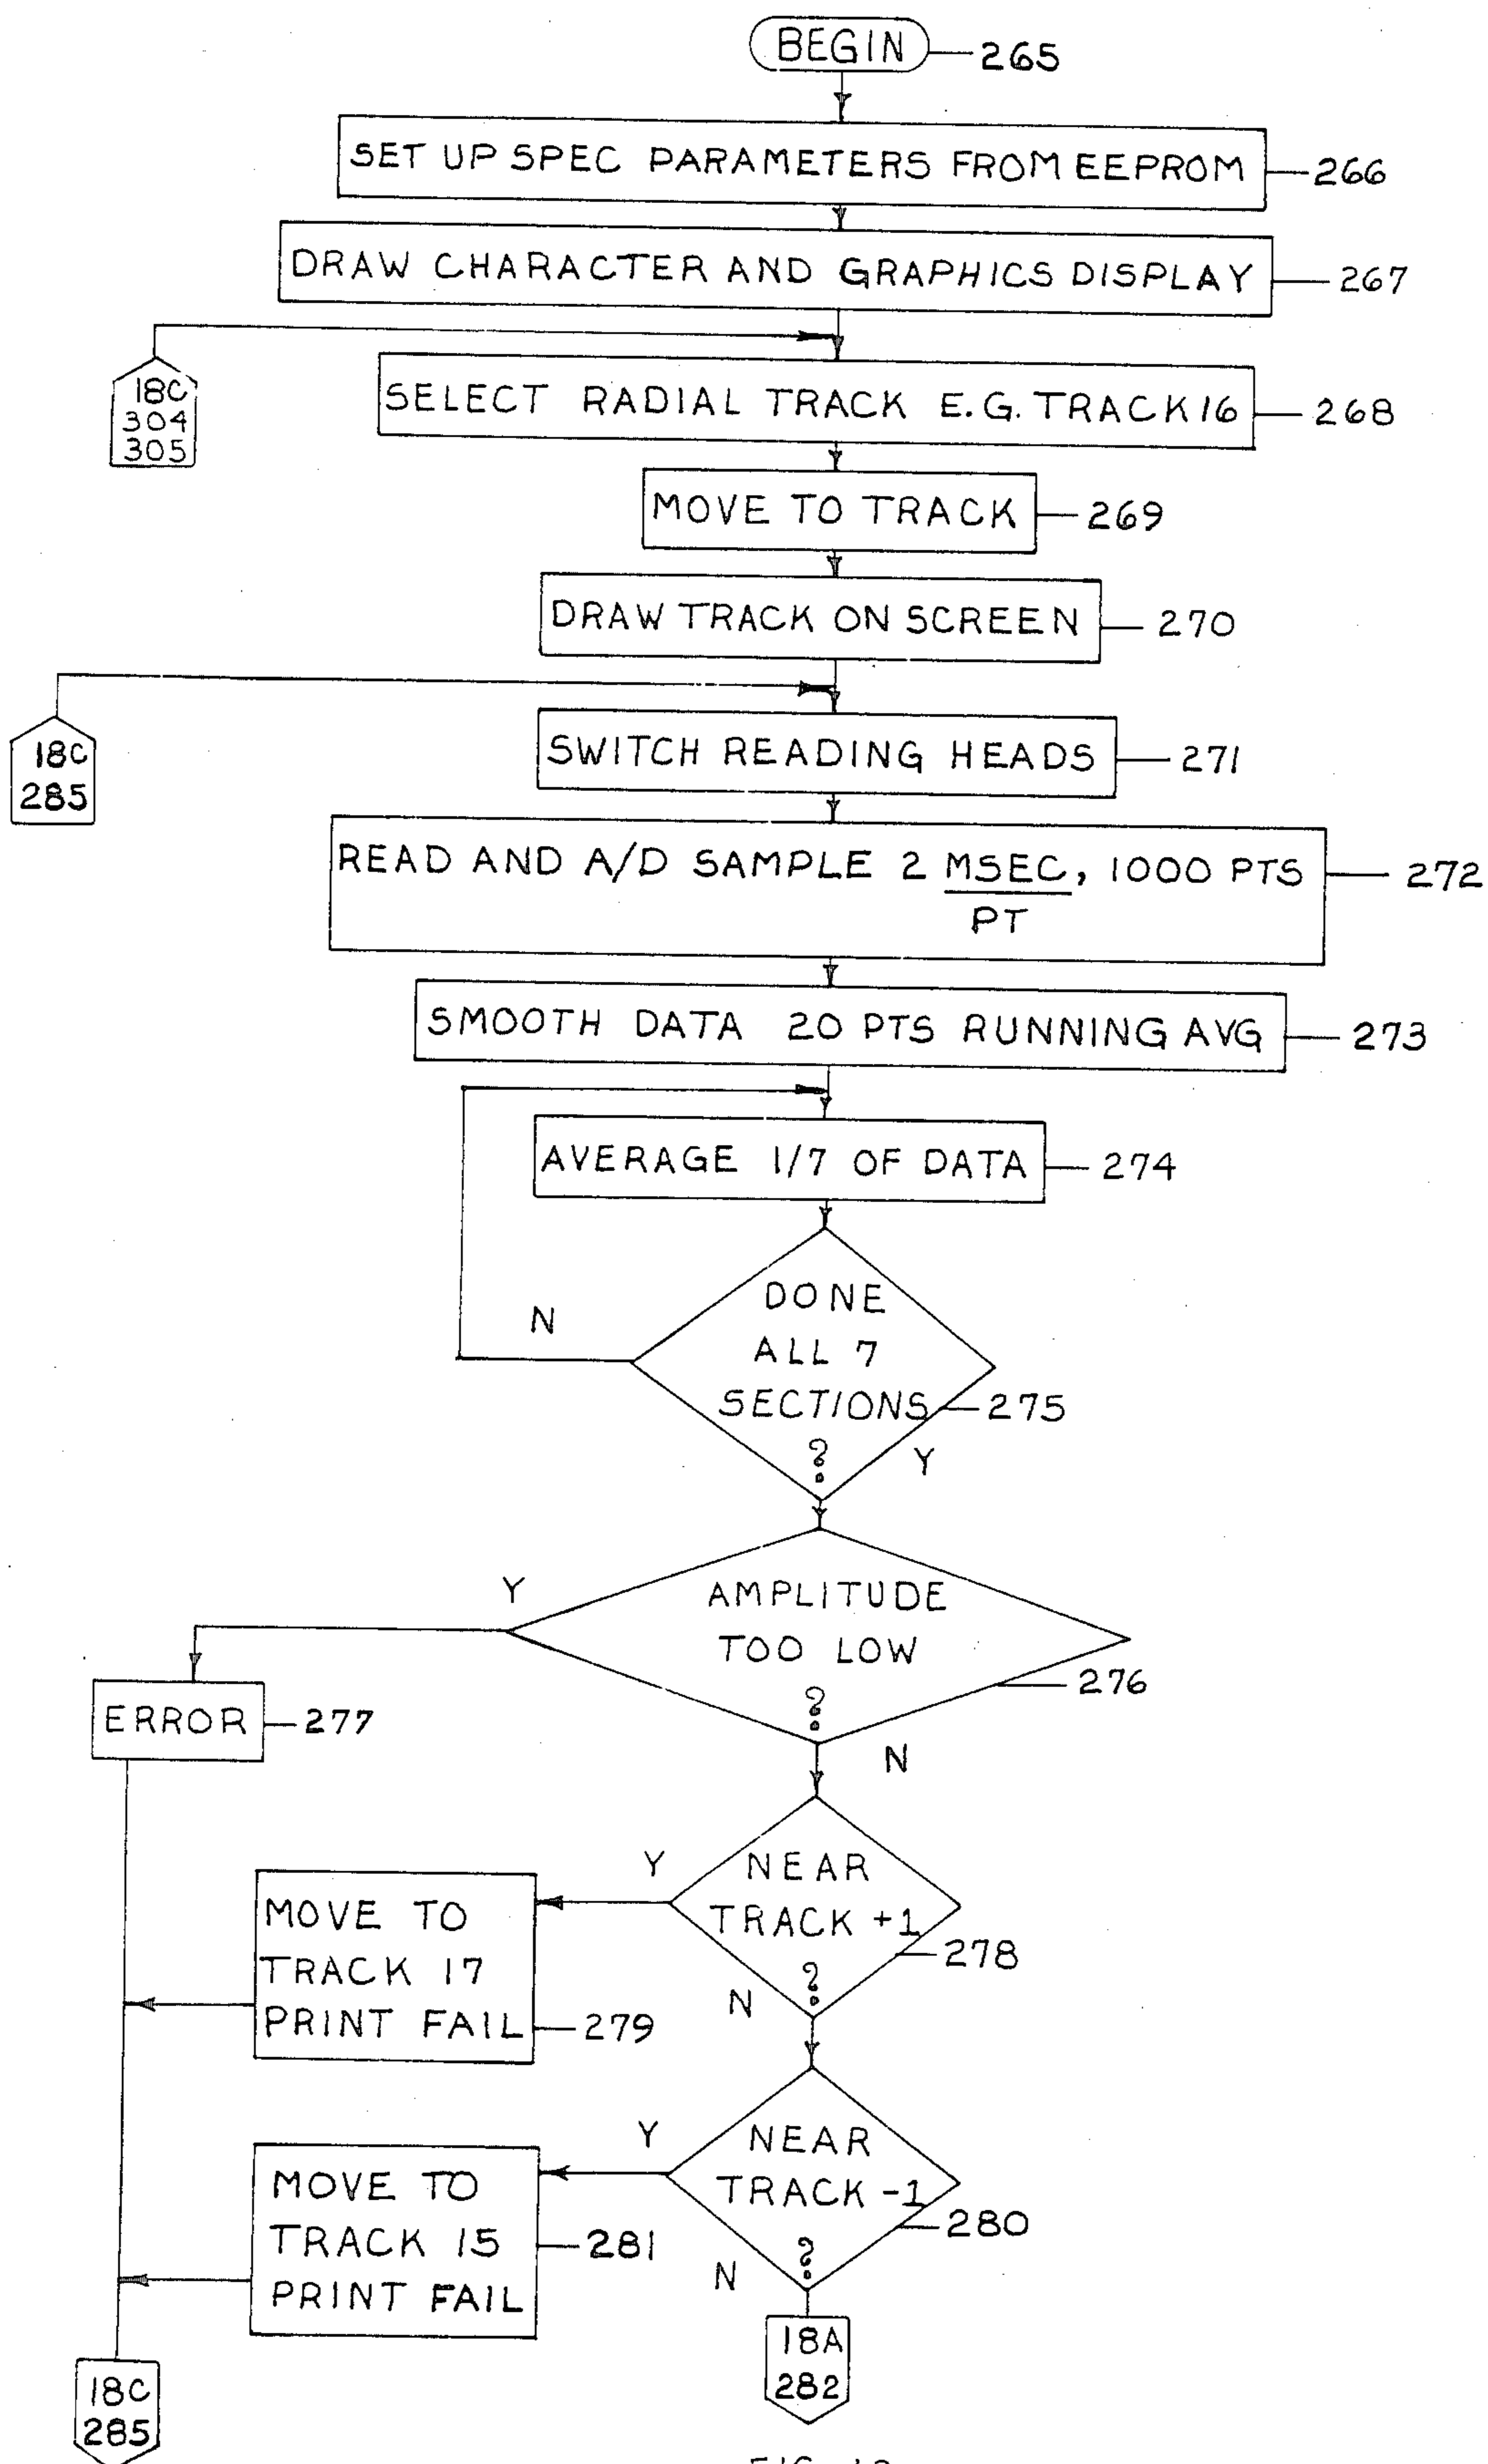 BEGIN 265
SET UP SPEC PARAMETERS FROM EEPROM 266
DRAW CHARACTER AND GRAPHICS DISPLAY 267
18C
304
305
SELECT RADIAL TRACK E.G. TRACK 16 268
MOVE TO TRACK 269
DRAW TRACK ON SCREEN 270
18C
285
SWITCH READING HEADS 271
READ AND A/D SAMPLE 2 MSEC, 1000 PTS 272
PT
SMOOTH DATA 20 PTS RUNNING AVG 273
AVERAGE 1/7 OF DATA 274
DONE
ALL 7
SECTIONS 275
?
N
Y
AMPLITUDE
TOO LOW
? 276
Y
N
ERROR 277
NEAR
TRACK +1
? 278
Y
N
MOVE TO
TRACK 17
PRINT FAIL 279
NEAR
TRACK -1
? 280
Y
N
MOVE TO
TRACK 15 281
PRINT FAIL
18A
282
18C
285